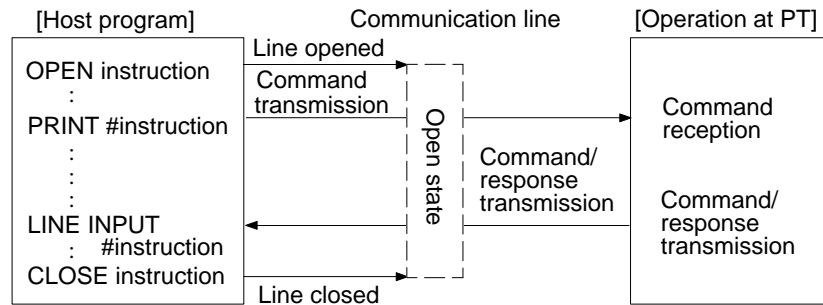 [Host program]
Communication line
[Operation at PT]
OPEN instruction
:
PRINT #instruction
:
:
:
LINE INPUT
#instruction
:
CLOSE instruction
Line opened
Command
transmission
Open state
Command/
response
transmission
Line closed
Command
reception
Command/
response
transmission